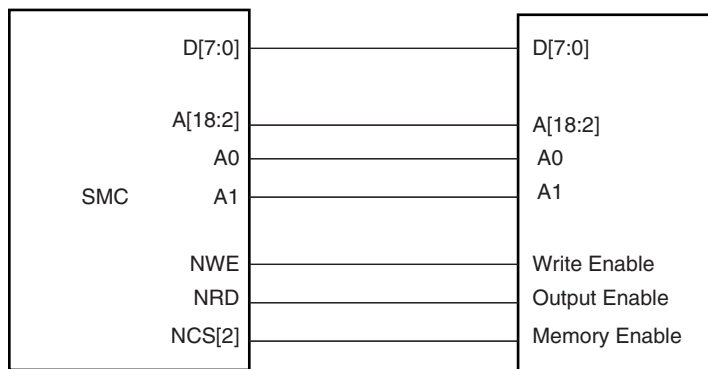 D[7:0] D[7:0]
A[18:2] A[18:2]
A0 A0
SMC A1 A1
NWE Write Enable
NRD Output Enable
NCS[2] Memory Enable